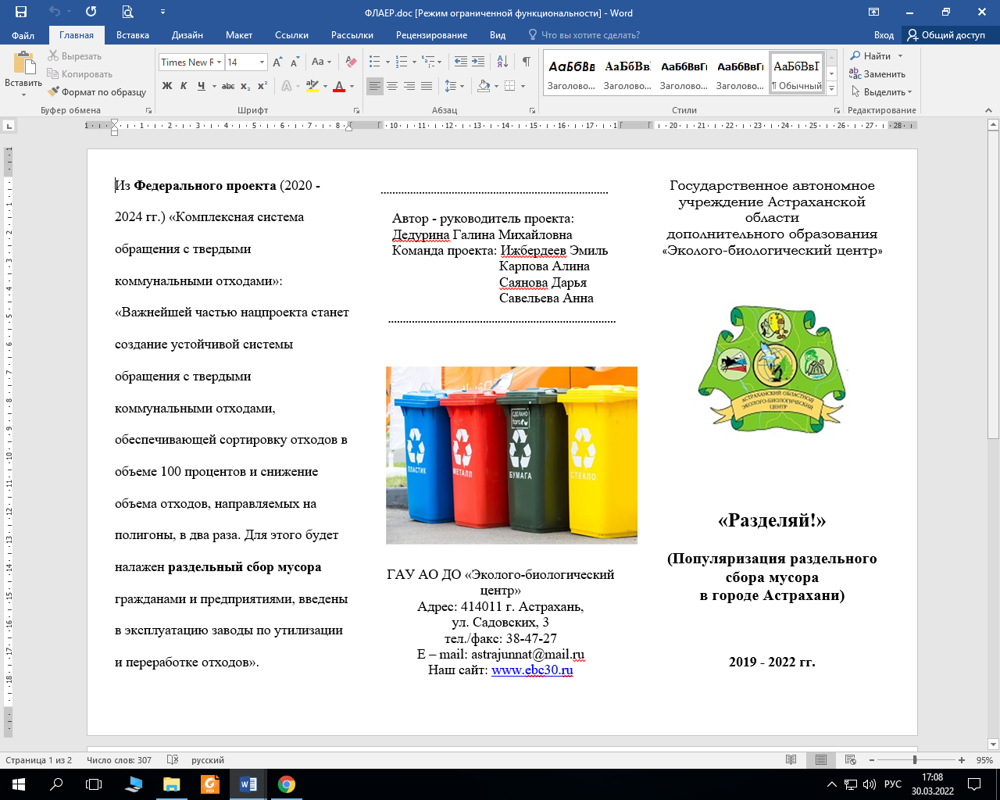 ФЛАЕР.doc [Режим ограниченной функциональности] - Word
Файл
Главная
Вставка
Дизайн
Макет
Ссылки
Рассылки
Рецензирование
Вид
Что вы хотите сделать?
Вход
Общий доступ
Вставить
Вырезать
Копировать
Формат по образцу
Буфер обмена
Times New R
14
Aa
Ж К Ч abc x₂ x²
Шрифт
Абзац
АаБбВв
АаБбВвІ
АаБбВвГг
АаБбВвГг
АаБбВвГ
Заголово...
Заголово...
Заголово...
Заголово...
¶ Обычный
Стили
Найти
Заменить
Выделить
Редактирование
Из Федерального проекта (2020 -
2024 гг.) «Комплексная система
обращения с твердыми
коммунальными отходами»:
«Важнейшей частью нацпроекта станет
создание устойчивой системы
обращения с твердыми
коммунальными отходами,
обеспечивающей сортировку отходов в
объеме 100 процентов и снижение
объема отходов, направляемых на
полигоны, в два раза. Для этого будет
налажен раздельный сбор мусора
гражданами и предприятиями, введены
в эксплуатацию заводы по утилизации
и переработке отходов».
Автор - руководитель проекта:
Дедурина Галина Михайловна
Команда проекта: Ижбердеев Эмиль
Карпова Алина
Саянова Дарья
Савельева Анна
СДЕЛАНО
ПЛАСТИК
МЕТАЛЛ
БУМАГА
СТЕКЛО
ГАУ АО ДО «Эколого-биологический
центр»
Адрес: 414011 г. Астрахань,
ул. Садовских, 3
тел./факс: 38-47-27
E – mail: astrajunnat@mail.ru
Наш сайт: www.ebc30.ru
Государственное автономное
учреждение Астраханской
области
дополнительного образования
«Эколого-биологический центр»
АСТРАХАНСКИЙ ОБЛАСТНОЙ
ЭКОЛОГО-БИОЛОГИЧЕСКИЙ
ЦЕНТР
«Разделяй!»
(Популяризация раздельного
сбора мусора
в городе Астрахани)
2019 - 2022 гг.
Страница 1 из 2
Число слов: 307
русский
95%
РУС
17:08
30.03.2022